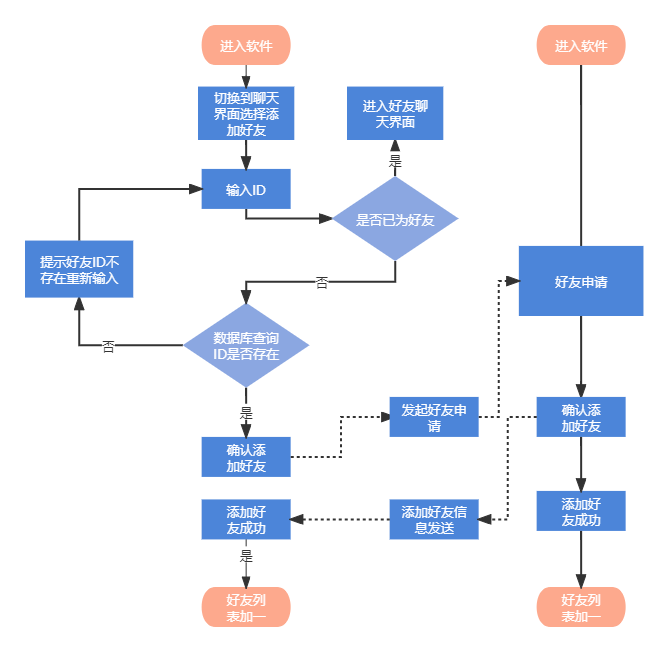 进入软件
进入软件
切换到聊天
界面选择添
加好友
进入好友聊
天界面
是
输入ID
是否已为好友
提示好友ID不
存在重新输入
否
好友申请
数据库查询
ID是否存在
否
是
发起好友申
请
确认添
加好友
确认添
加好友
添加好
友成功
添加好友信
息发送
添加好
友成功
是
好友列
表加一
好友列
表加一